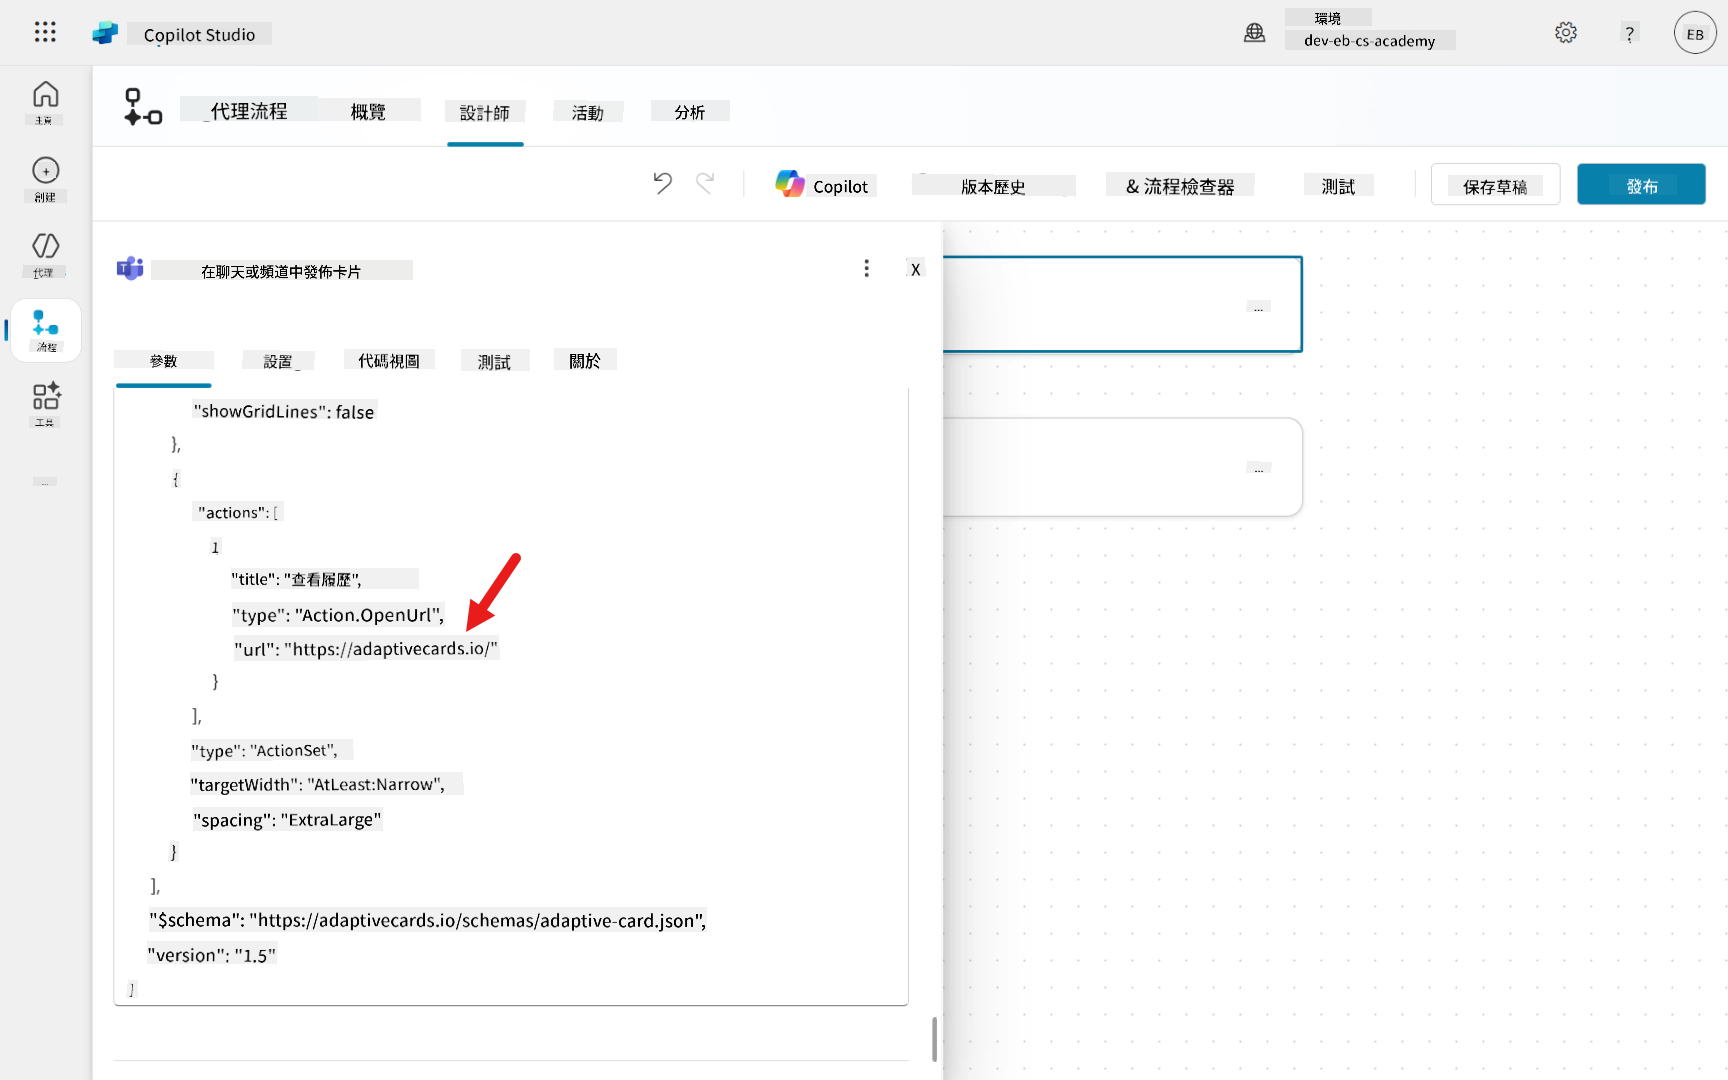 Copilot Studio
環境
dev-eb-cs-academy
?
EB
主頁
創建
代理
流程
工具
...
代理流程
概覽
設計師
活動
分析
Copilot
版本歷史
& 流程檢查器
測試
保存草稿
發布
在聊天或頻道中發佈卡片
X
參數
設置
代碼視圖
測試
關於
"showGridLines": false
},
{
"actions": [
1
"title": "查看履歷",
"type": "Action.OpenUrl",
"url": "https://adaptivecards.io/"
}
],
"type": "ActionSet",
"targetWidth": "AtLeast:Narrow",
"spacing": "ExtraLarge"
}
],
"$schema": "https://adaptivecards.io/schemas/adaptive-card.json",
"version": "1.5"
]
...
...